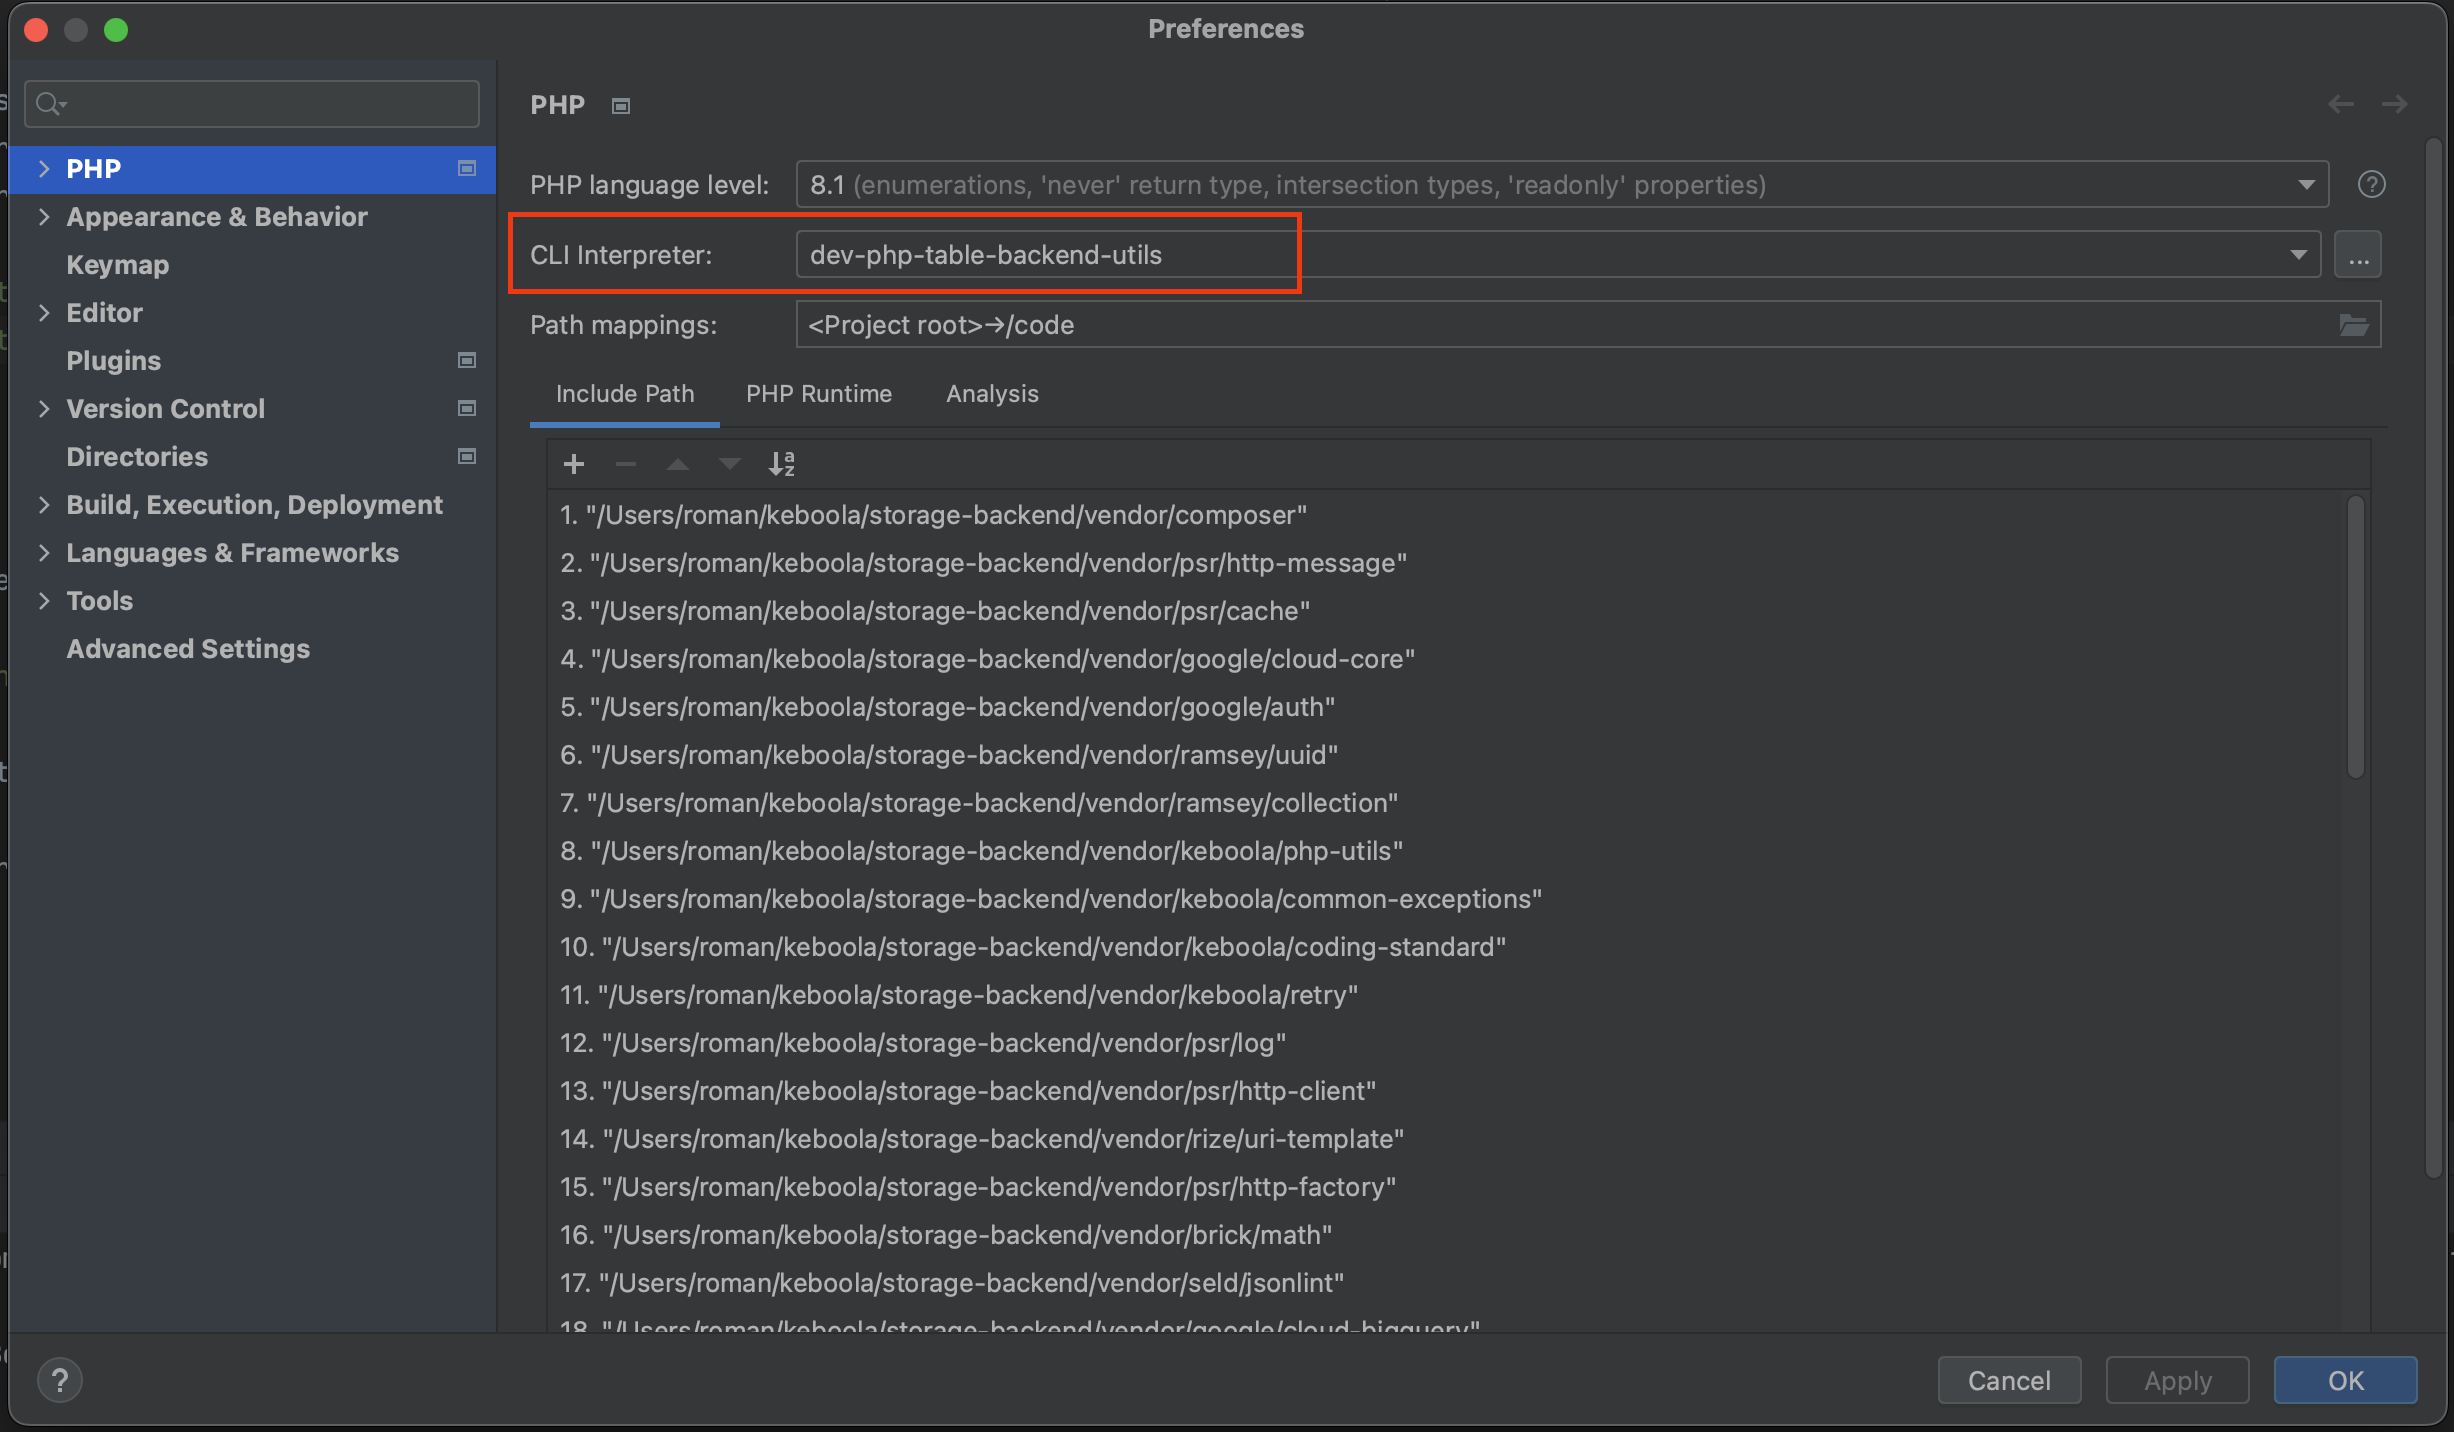 Preferences
PHP
Appearance & Behavior
Keymap
Editor
Plugins
Version Control
Directories
Build, Execution, Deployment
Languages & Frameworks
Tools
Advanced Settings
PHP
PHP language level: 8.1 (enumerations, 'never' return type, intersection types, 'readonly' properties)
CLI Interpreter: dev-php-table-backend-utils ...
Path mappings: <Project root>→/code
Include Path PHP Runtime Analysis
1. "/Users/roman/keboola/storage-backend/vendor/composer"
2. "/Users/roman/keboola/storage-backend/vendor/psr/http-message"
3. "/Users/roman/keboola/storage-backend/vendor/psr/cache"
4. "/Users/roman/keboola/storage-backend/vendor/google/cloud-core"
5. "/Users/roman/keboola/storage-backend/vendor/google/auth"
6. "/Users/roman/keboola/storage-backend/vendor/ramsey/uuid"
7. "/Users/roman/keboola/storage-backend/vendor/ramsey/collection"
8. "/Users/roman/keboola/storage-backend/vendor/keboola/php-utils"
9. "/Users/roman/keboola/storage-backend/vendor/keboola/common-exceptions"
10. "/Users/roman/keboola/storage-backend/vendor/keboola/coding-standard"
11. "/Users/roman/keboola/storage-backend/vendor/keboola/retry"
12. "/Users/roman/keboola/storage-backend/vendor/psr/log"
13. "/Users/roman/keboola/storage-backend/vendor/psr/http-client"
14. "/Users/roman/keboola/storage-backend/vendor/rize/uri-template"
15. "/Users/roman/keboola/storage-backend/vendor/psr/http-factory"
16. "/Users/roman/keboola/storage-backend/vendor/brick/math"
17. "/Users/roman/keboola/storage-backend/vendor/seld/jsonlint"
18. "/Users/roman/keboola/storage-backend/vendor/google/cloud-bigquery"
? Cancel Apply OK